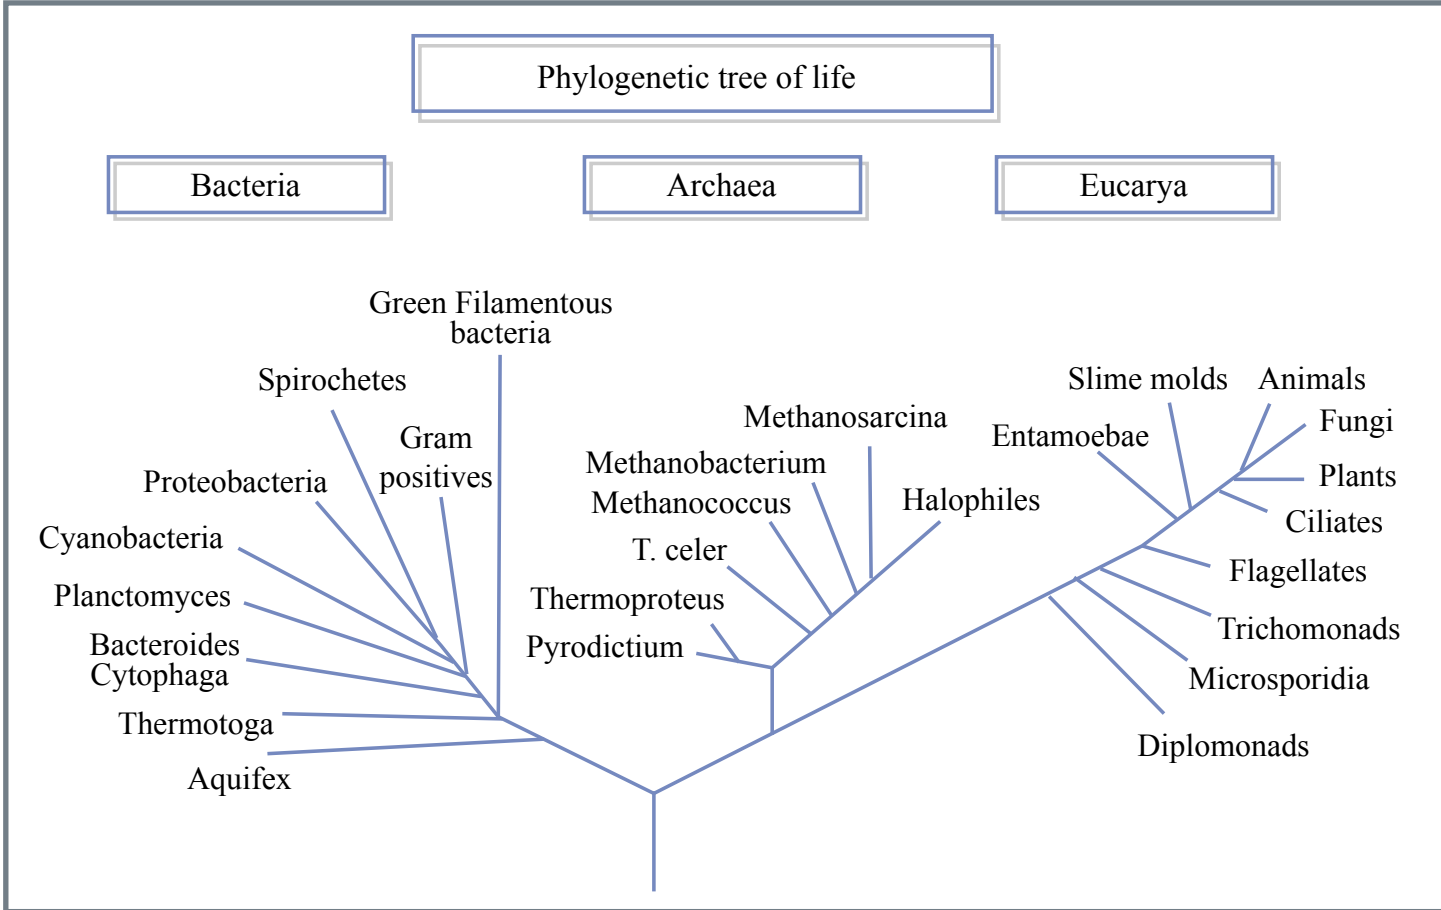 Phylogenetic tree of life
Bacteria
Archaea
Eucarya
Green Filamentous
bacteria
Spirochetes
Gram
positives
Proteobacteria
Cyanobacteria
Planctomyces
Bacteroides
Cytophaga
Thermotoga
Aquifex
Methanosarcina
Methanobacterium
Methanococcus
Halophiles
T. celer
Thermoproteus
Pyrodictium
Slime molds
Animals
Entamoebae
Fungi
Plants
Ciliates
Flagellates
Trichomonads
Microsporidia
Diplomonads